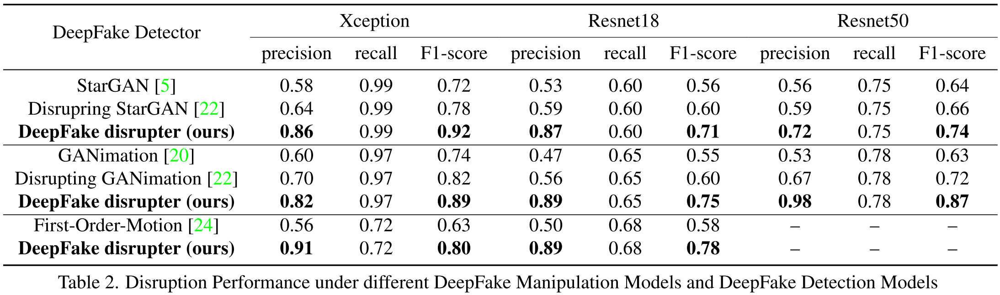 DeepFake Detector Xception Resnet18 Resnet50
precision recall F1-score precision recall F1-score precision recall F1-score
StarGAN [5] 0.58 0.99 0.72 0.53 0.60 0.56 0.56 0.75 0.64
Disrupring StarGAN [22] 0.64 0.99 0.78 0.59 0.60 0.60 0.59 0.75 0.66
DeepFake disrupter (ours) 0.86 0.99 0.92 0.87 0.60 0.71 0.72 0.75 0.74
GANimation [20] 0.60 0.97 0.74 0.47 0.65 0.55 0.53 0.78 0.63
Disrupting GANimation [22] 0.70 0.97 0.82 0.56 0.65 0.60 0.67 0.78 0.72
DeepFake disrupter (ours) 0.82 0.97 0.89 0.89 0.65 0.75 0.98 0.78 0.87
First-Order-Motion [24] 0.56 0.72 0.63 0.50 0.68 0.58 – – –
DeepFake disrupter (ours) 0.91 0.72 0.80 0.89 0.68 0.78 – – –
Table 2. Disruption Performance under different DeepFake Manipulation Models and DeepFake Detection Models